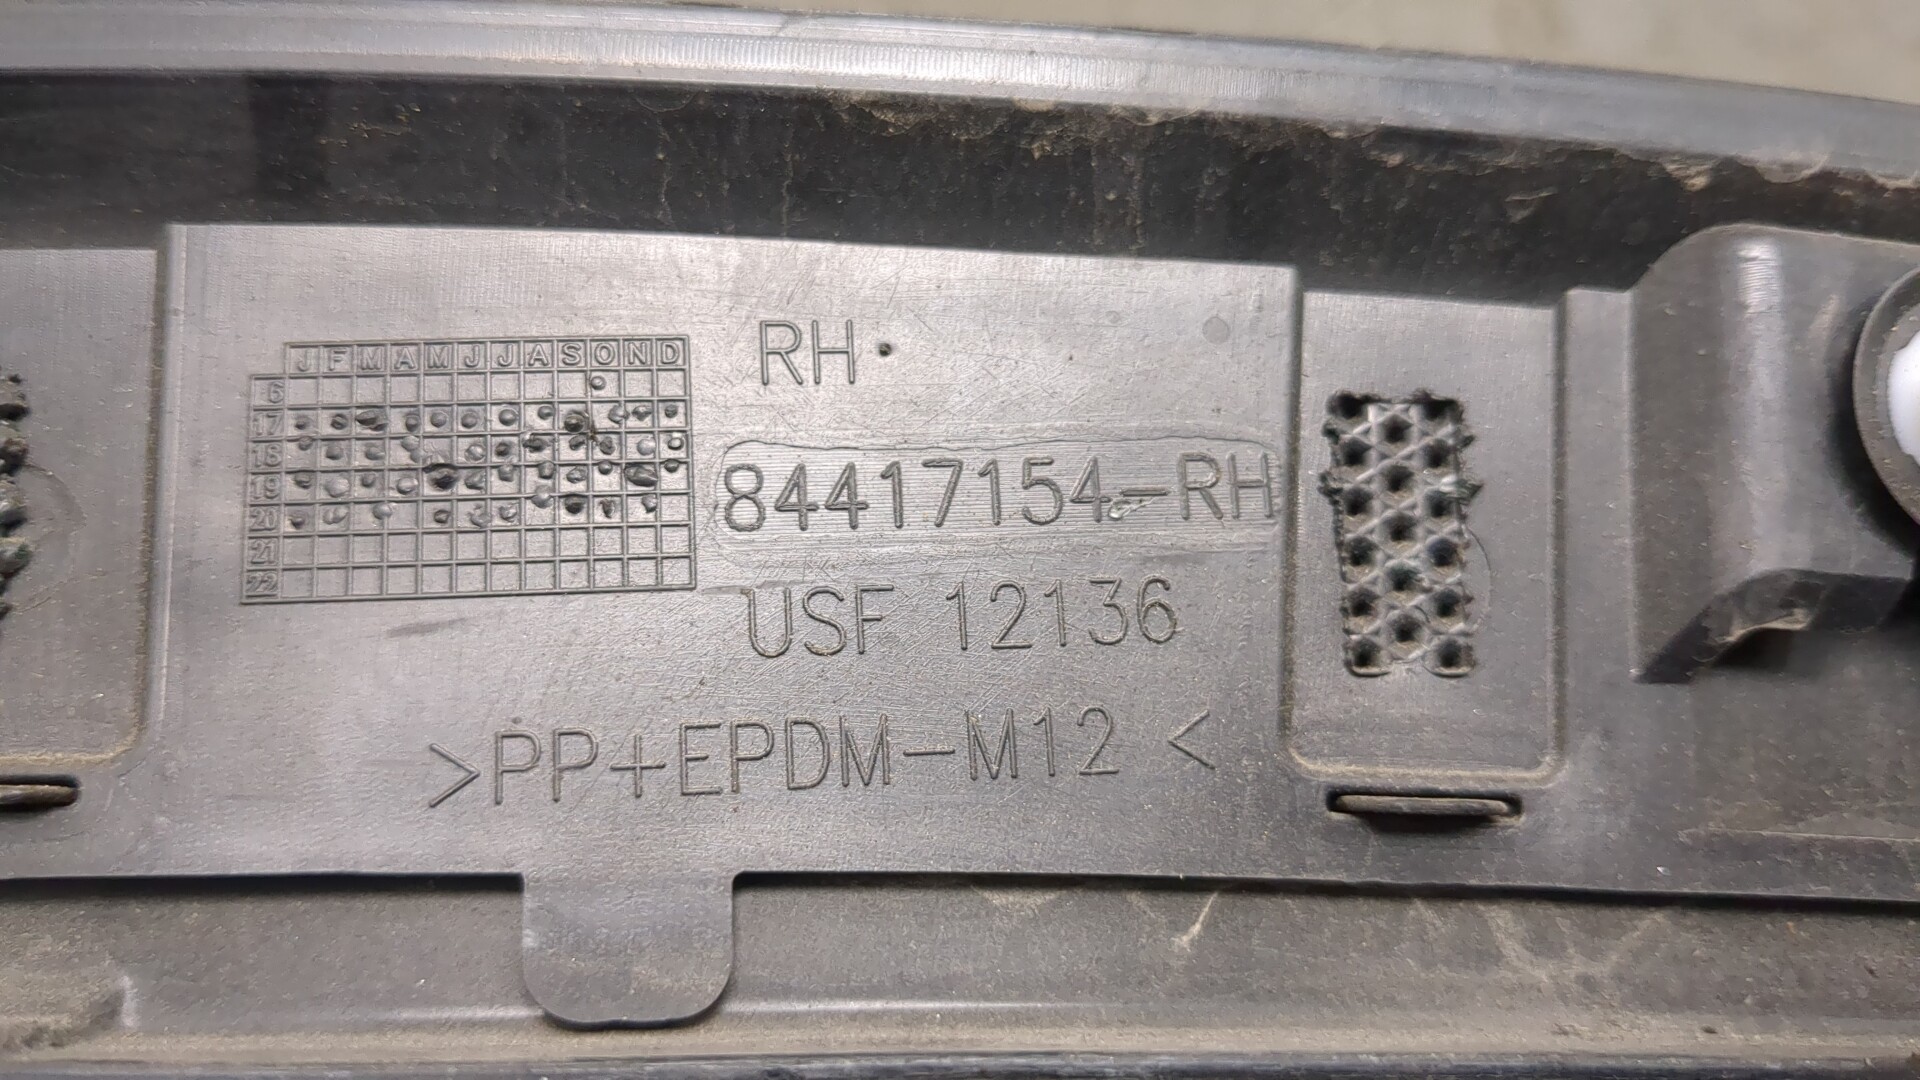 RH
J F M A M J J A S O N D
6
17
18
19
20
21
22
84417154-RH
USF 12136
>PP+EPDM-M12 <